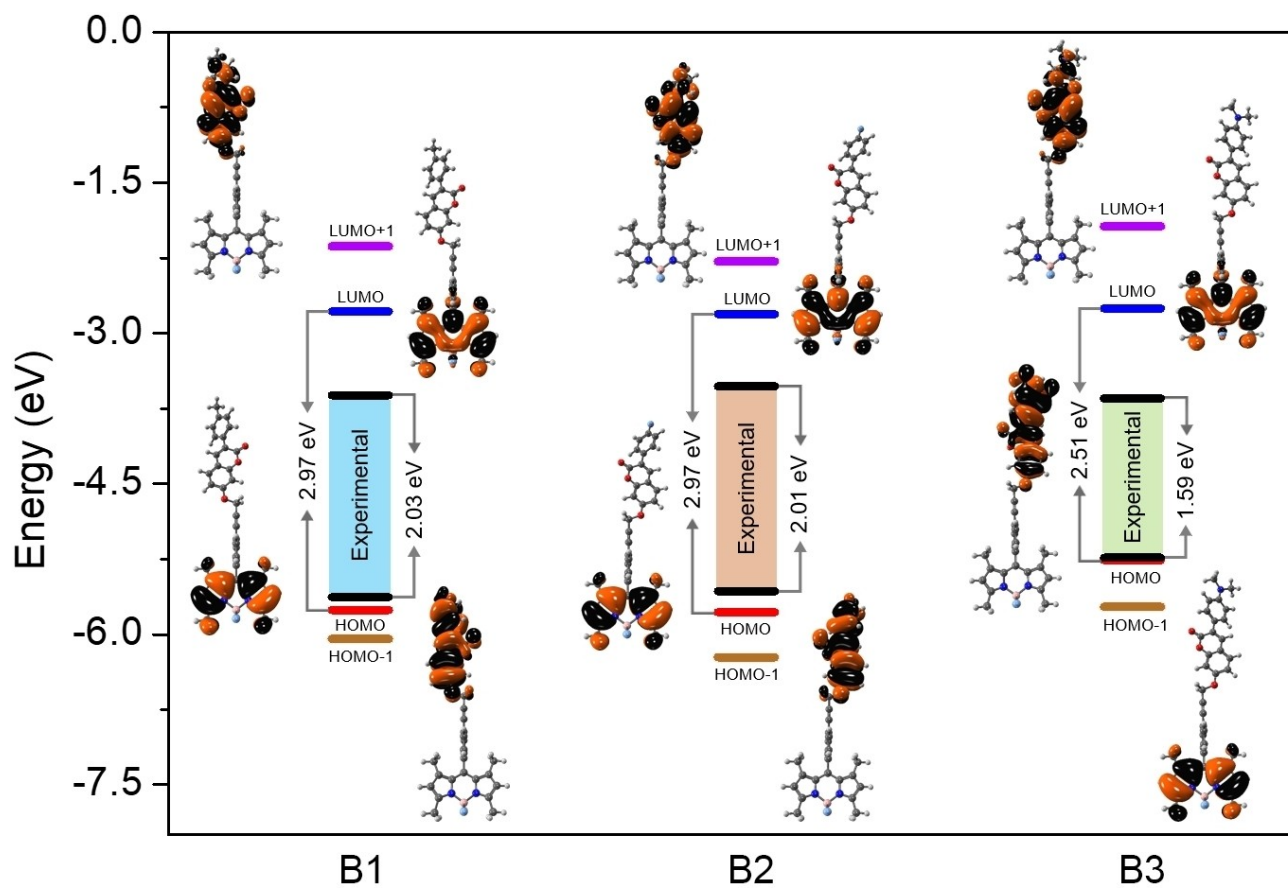 Energy (eV)
0.0
-1.5
-3.0
-4.5
-6.0
-7.5
LUMO+1
LUMO
2.97 eV
Experimental
2.03 eV
HOMO
HOMO-1
B1
LUMO+1
LUMO
2.97 eV
Experimental
2.01 eV
HOMO
HOMO-1
B2
LUMO+1
LUMO
2.51 eV
Experimental
1.59 eV
HOMO
HOMO-1
B3